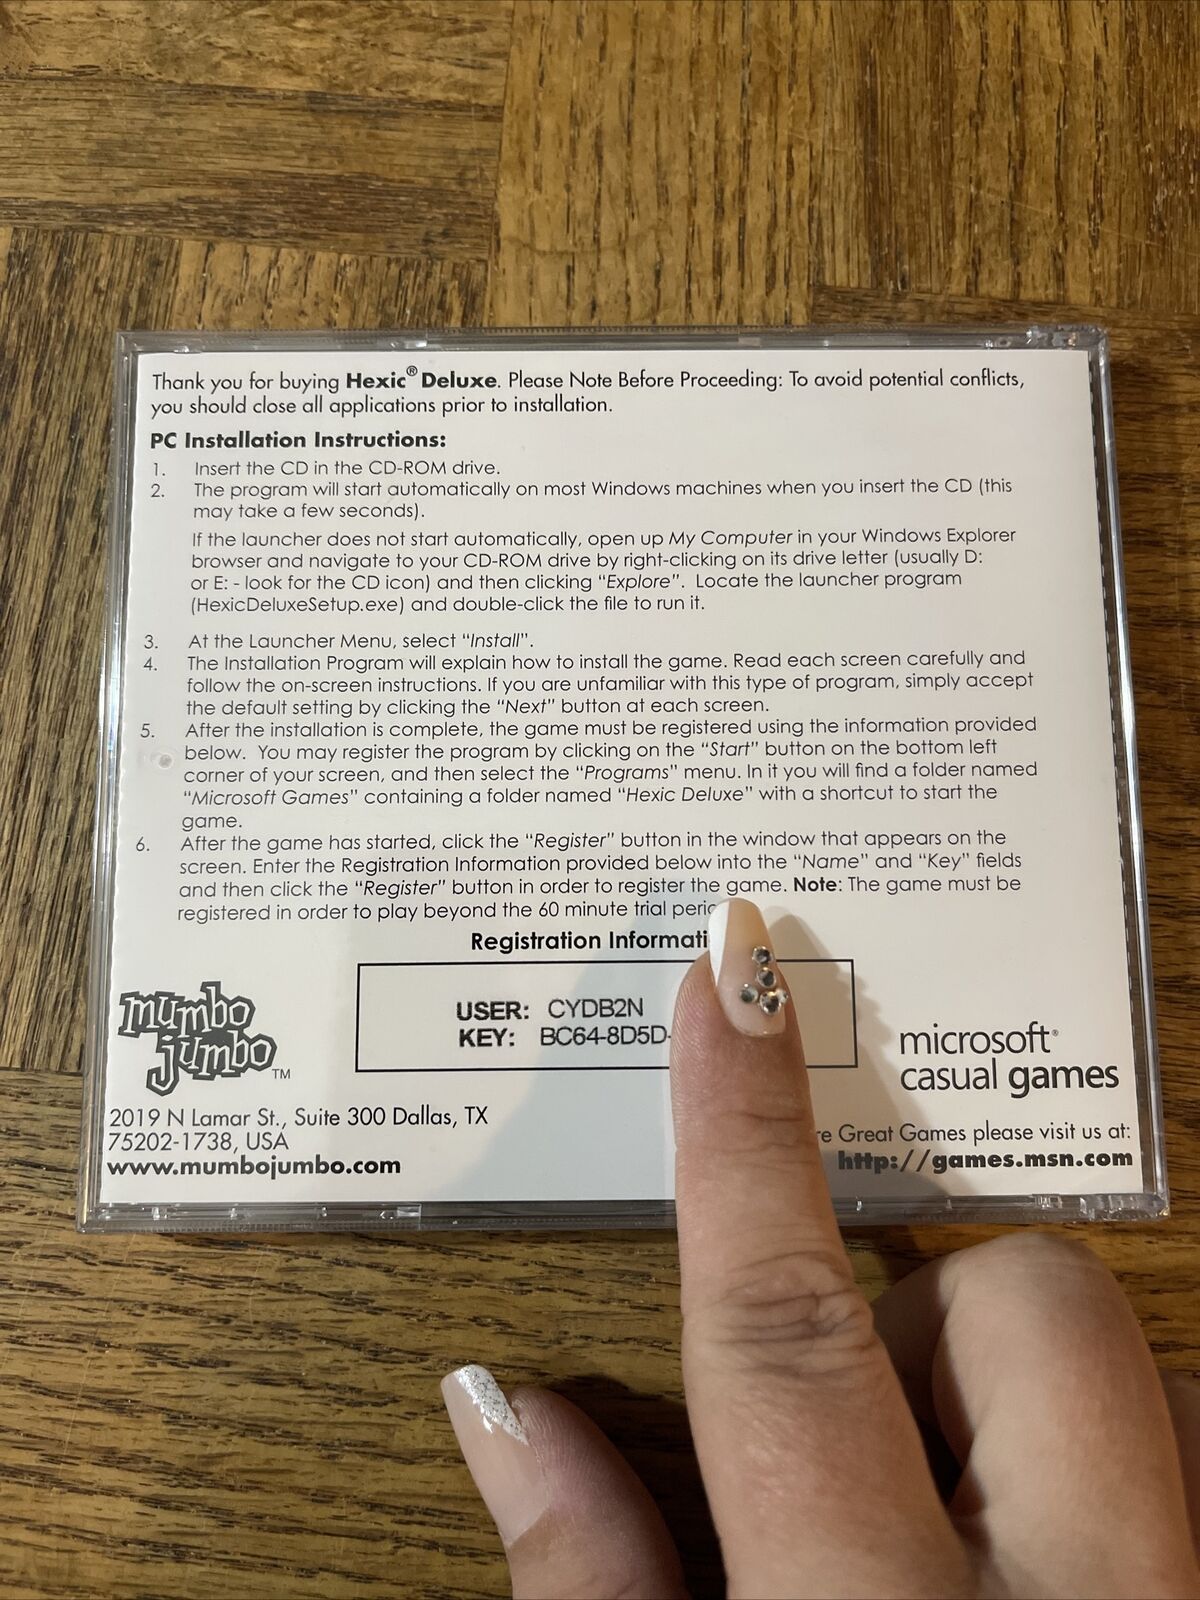 Thank you for buying Hexic® Deluxe. Please Note Before Proceeding: To avoid potential conflicts,
you should close all applications prior to installation.
PC Installation Instructions:
1. Insert the CD in the CD-ROM drive.
2. The program will start automatically on most Windows machines when you insert the CD (this
may take a few seconds).
If the launcher does not start automatically, open up My Computer in your Windows Explorer
browser and navigate to your CD-ROM drive by right-clicking on its drive letter (usually D:
or E: - look for the CD icon) and then clicking "Explore". Locate the launcher program
(HexicDeluxeSetup.exe) and double-click the file to run it.
3. At the Launcher Menu, select "Install".
4. The Installation Program will explain how to install the game. Read each screen carefully and
follow the on-screen instructions. If you are unfamiliar with this type of program, simply accept
the default setting by clicking the "Next" button at each screen.
5. After the installation is complete, the game must be registered using the information provided
below. You may register the program by clicking on the "Start" button on the bottom left
corner of your screen, and then select the "Programs" menu. In it you will find a folder named
"Microsoft Games" containing a folder named "Hexic Deluxe" with a shortcut to start the
game.
6. After the game has started, click the "Register" button in the window that appears on the
screen. Enter the Registration Information provided below into the "Name" and "Key" fields
and then click the "Register" button in order to register the game. Note: The game must be
registered in order to play beyond the 60 minute trial
Registration
USER: CYDB2N
KEY: BC64-8D5D-
mumbo
jumbo™
2019 N Lamar St., Suite 300 Dallas, TX
75202-1738, USA
www.mumbojumbo.com
microsoft®
casual games
Great Games please visit us at:
http://games.msn.com